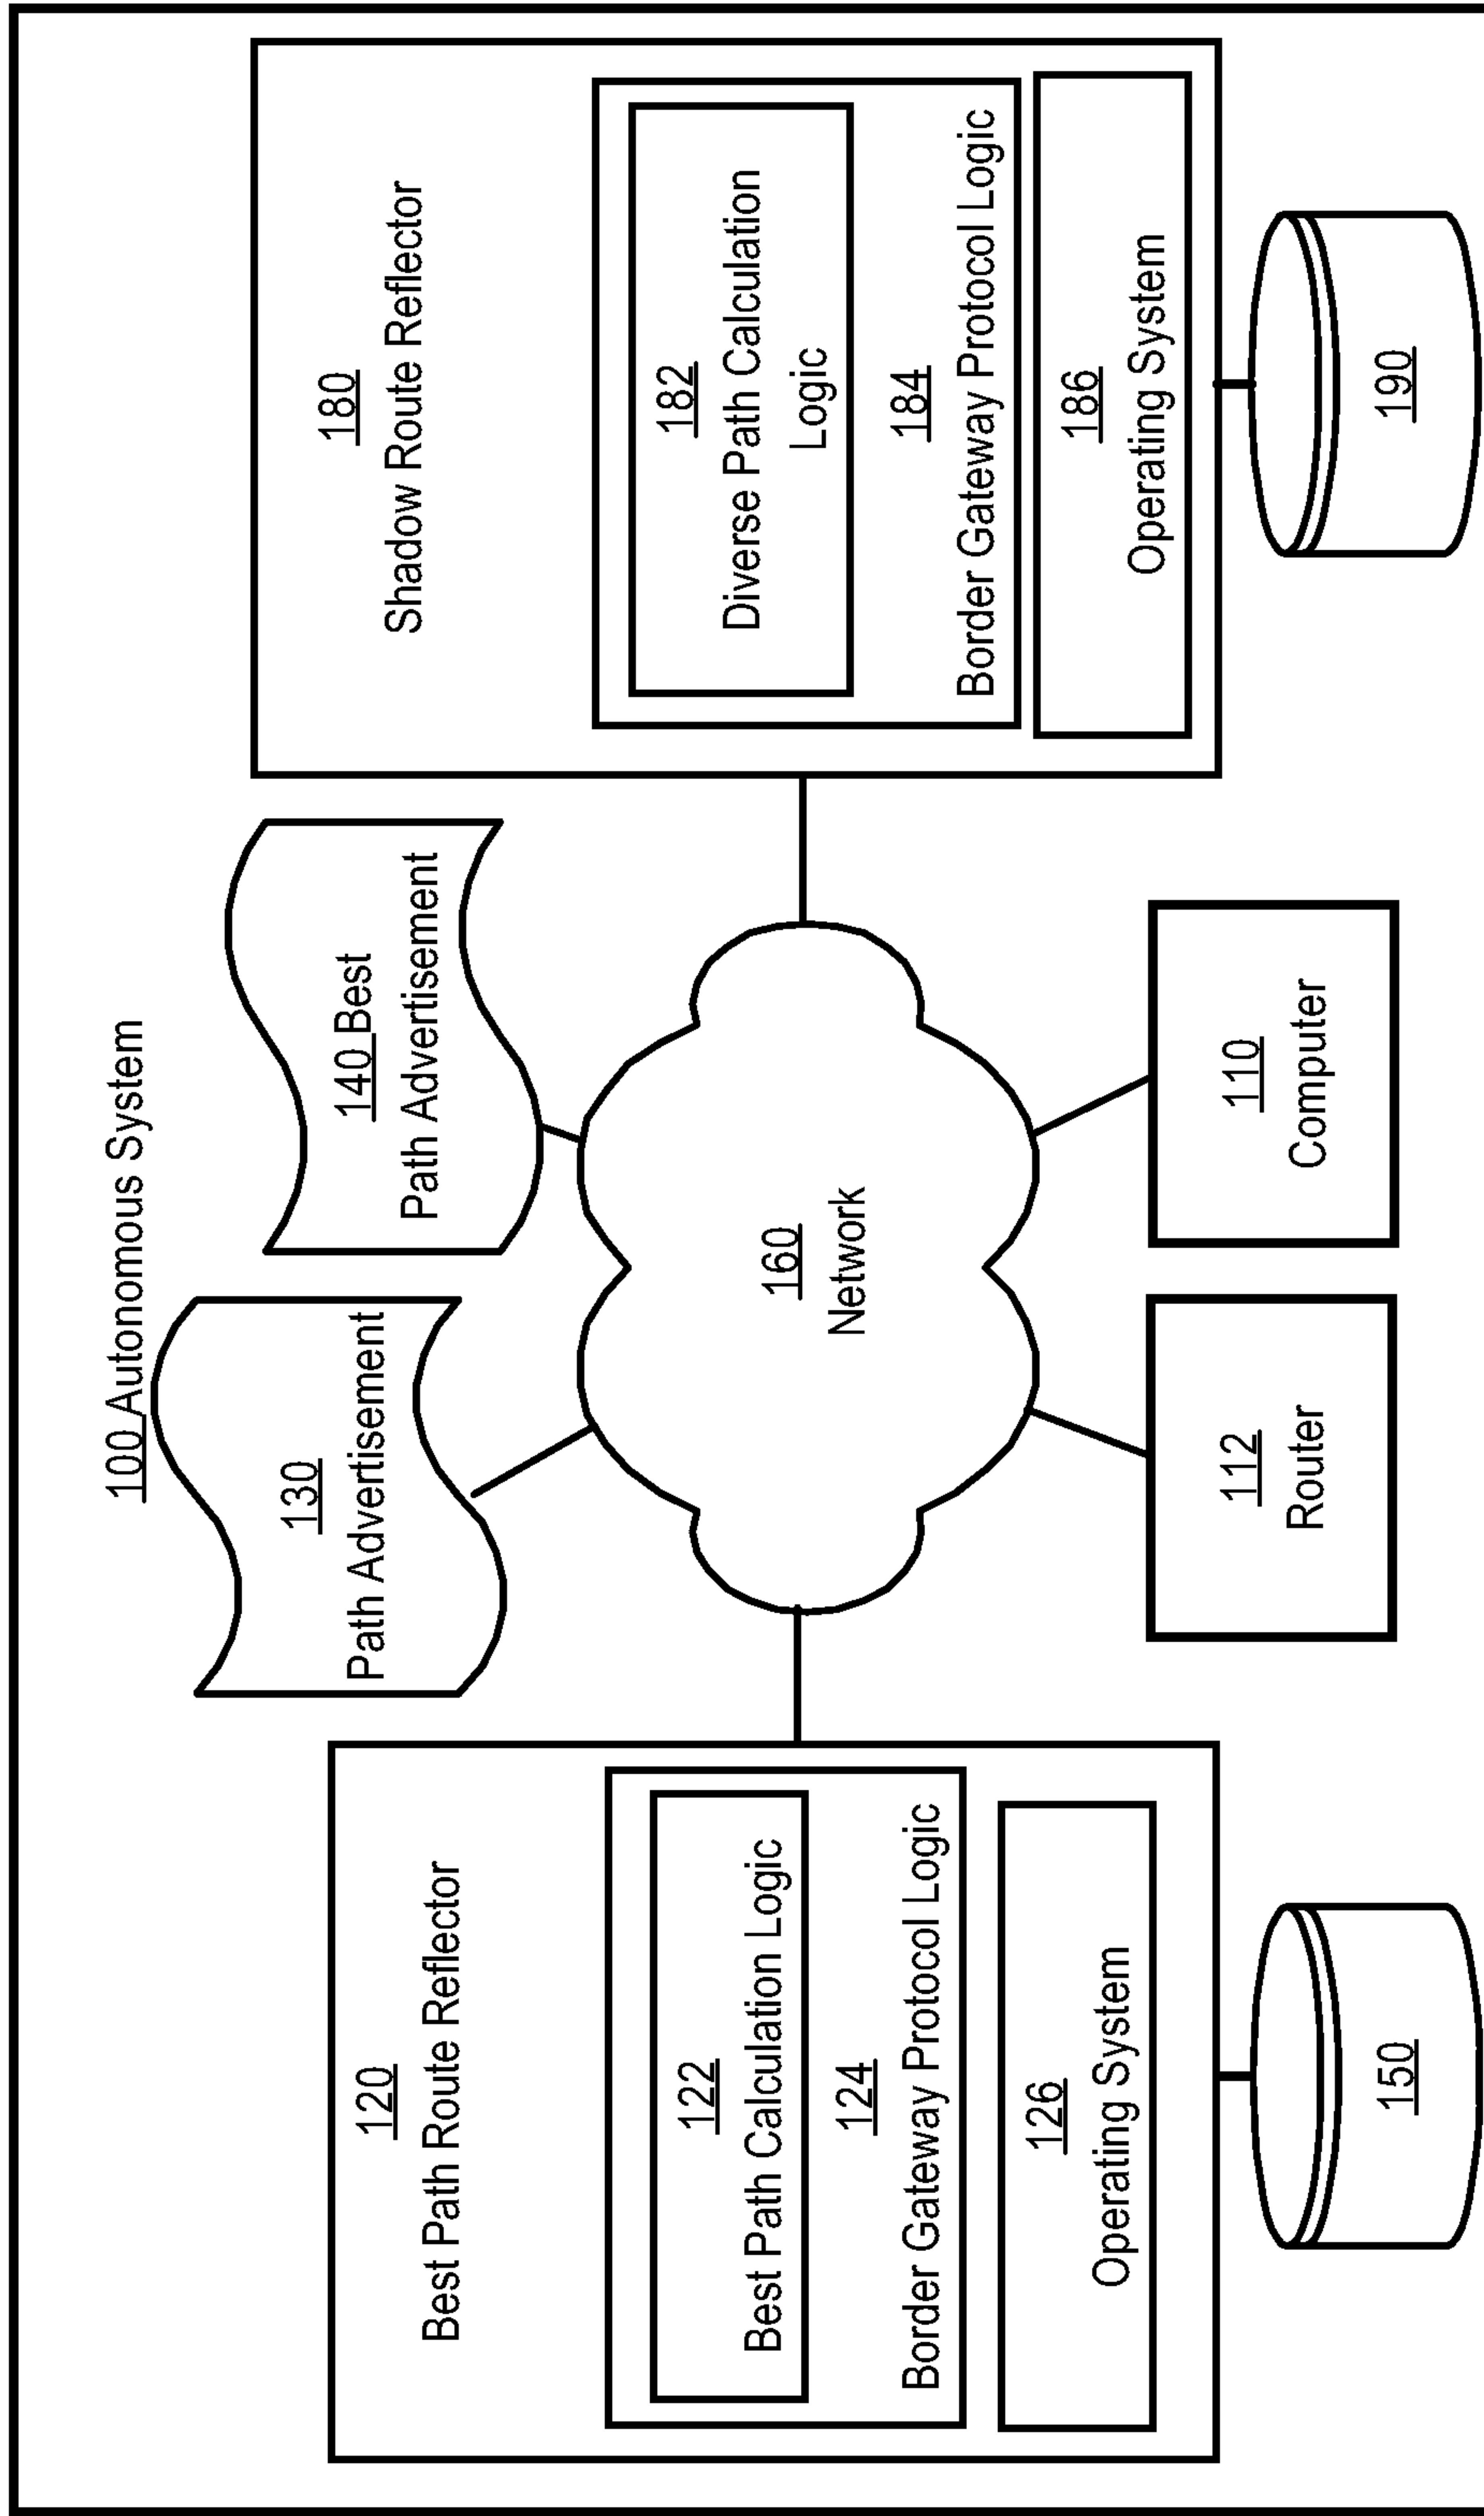 100 Autonomous System
120
Best Path Route Reflector
122
Best Path Calculation Logic
124
Border Gateway Protocol Logic
126
Operating System
150
130
Path Advertisement
140 Best
Path Advertisement
160
Network
112
Router
110
Computer
180
Shadow Route Reflector
182
Diverse Path Calculation
Logic
184
Border Gateway Protocol Logic
186
Operating System
190